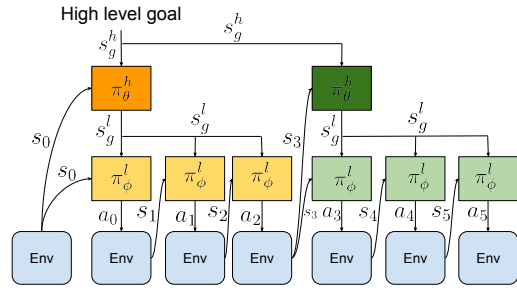 High level goal
s_g^h s_g^h
π_θ^h π_θ^h
s_0 s_g^l s_g^l s_3 s_g^l s_g^l
s_0
π_ϕ^l π_ϕ^l π_ϕ^l π_ϕ^l π_ϕ^l π_ϕ^l
a_0 s_1 a_1 s_2 a_2 s_3 a_3 s_4 a_4 s_5 a_5
Env Env Env Env Env Env Env